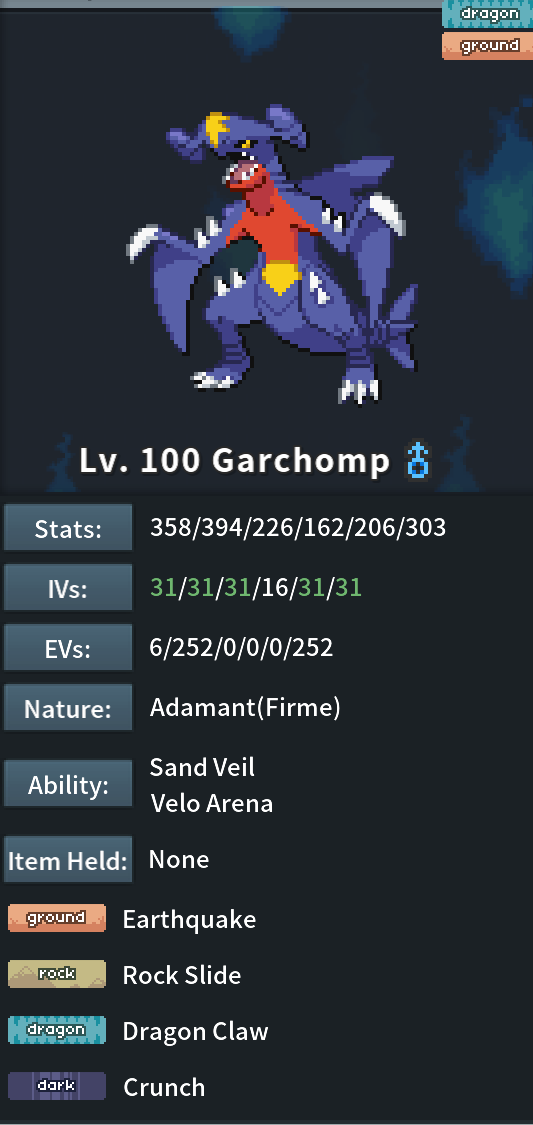 dragon
ground
Lv. 100 Garchomp ♂
Stats: 358/394/226/162/206/303
IVs: 31/31/31/16/31/31
EVs: 6/252/0/0/0/252
Nature: Adamant(Firme)
Ability: Sand Veil
Velo Arena
Item Held: None
ground Earthquake
rock Rock Slide
dragon Dragon Claw
dark Crunch